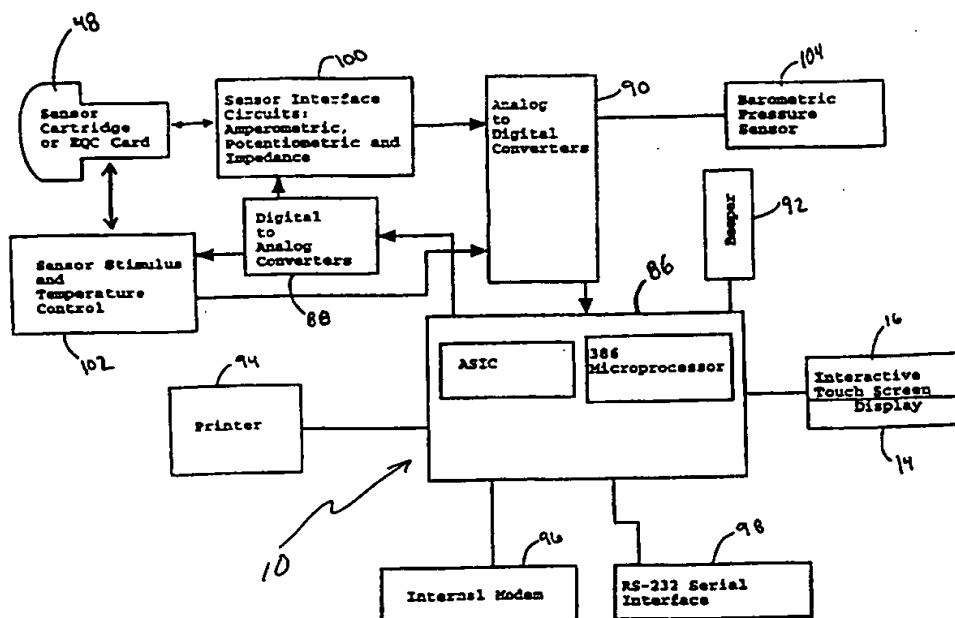 48
Sensor
Cartridge
or EQC Card
100
Sensor Interface
Circuits:
Amperometric,
Potentiometric and
Impedance
90
Analog
to
Digital
Converters
104
Barometric
Pressure
Sensor
92
Beeper
Digital
to
Analog
Converters
88
Sensor Stimulus
and
Temperature
Control
102
86
ASIC
386
Microprocessor
16
Interactive
Touch Screen
Display
14
94
Printer
10
96
Internal Modem
98
RS-232 Serial
Interface